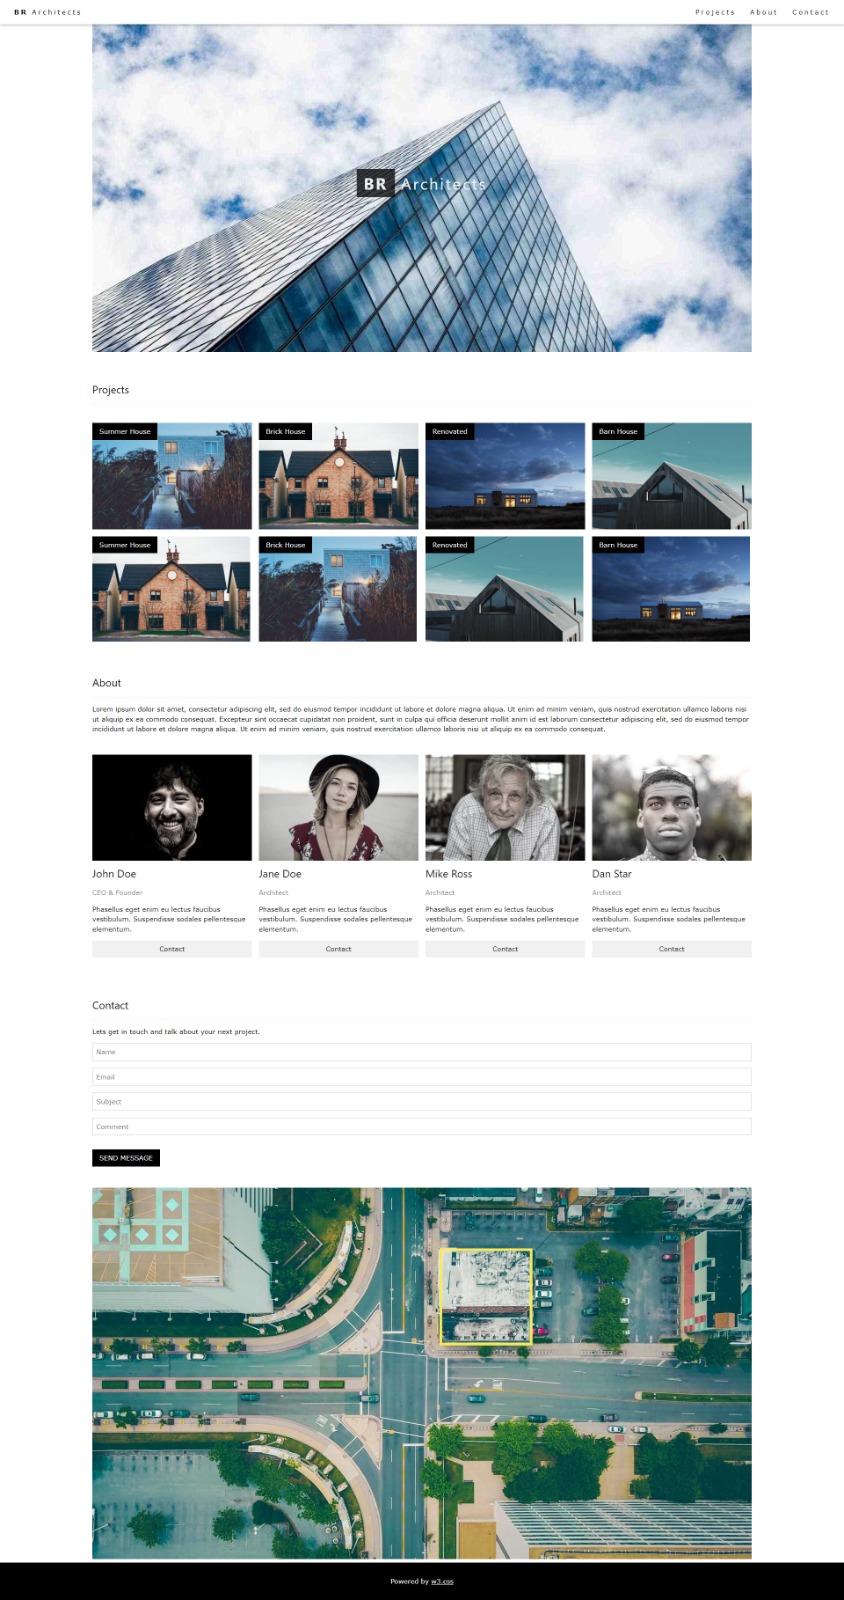 BR Architects
Projects About Contact
BR Architects
Projects
Summer House
Brick House
Renovated
Barn House
Summer House
Brick House
Renovated
Barn House
About
Lorem ipsum dolor sit amet, consectetur adipiscing elit, sed do eiusmod tempor incididunt ut labore et dolore magna aliqua. Ut enim ad minim veniam, quis nostrud exercitation ullamco laboris nisi
ut aliquip ex ea commodo consequat. Excepteur sint occaecat cupidatat non proident, sunt in culpa qui officia deserunt mollit anim id est laborum consectetur adipiscing elit, sed do eiusmod tempor
incididunt ut labore et dolore magna aliqua. Ut enim ad minim veniam, quis nostrud exercitation ullamco laboris nisi ut aliquip ex ea commodo consequat.
John Doe
CEO & Founder
Phasellus eget enim eu lectus faucibus
vestibulum. Suspendisse sodales pellentesque
elementum.
Contact
Jane Doe
Architect
Phasellus eget enim eu lectus faucibus
vestibulum. Suspendisse sodales pellentesque
elementum.
Contact
Mike Ross
Architect
Phasellus eget enim eu lectus faucibus
vestibulum. Suspendisse sodales pellentesque
elementum.
Contact
Dan Star
Architect
Phasellus eget enim eu lectus faucibus
vestibulum. Suspendisse sodales pellentesque
elementum.
Contact
Contact
Lets get in touch and talk about your next project.
Name
Email
Subject
Comment
SEND MESSAGE
Powered by w3.css